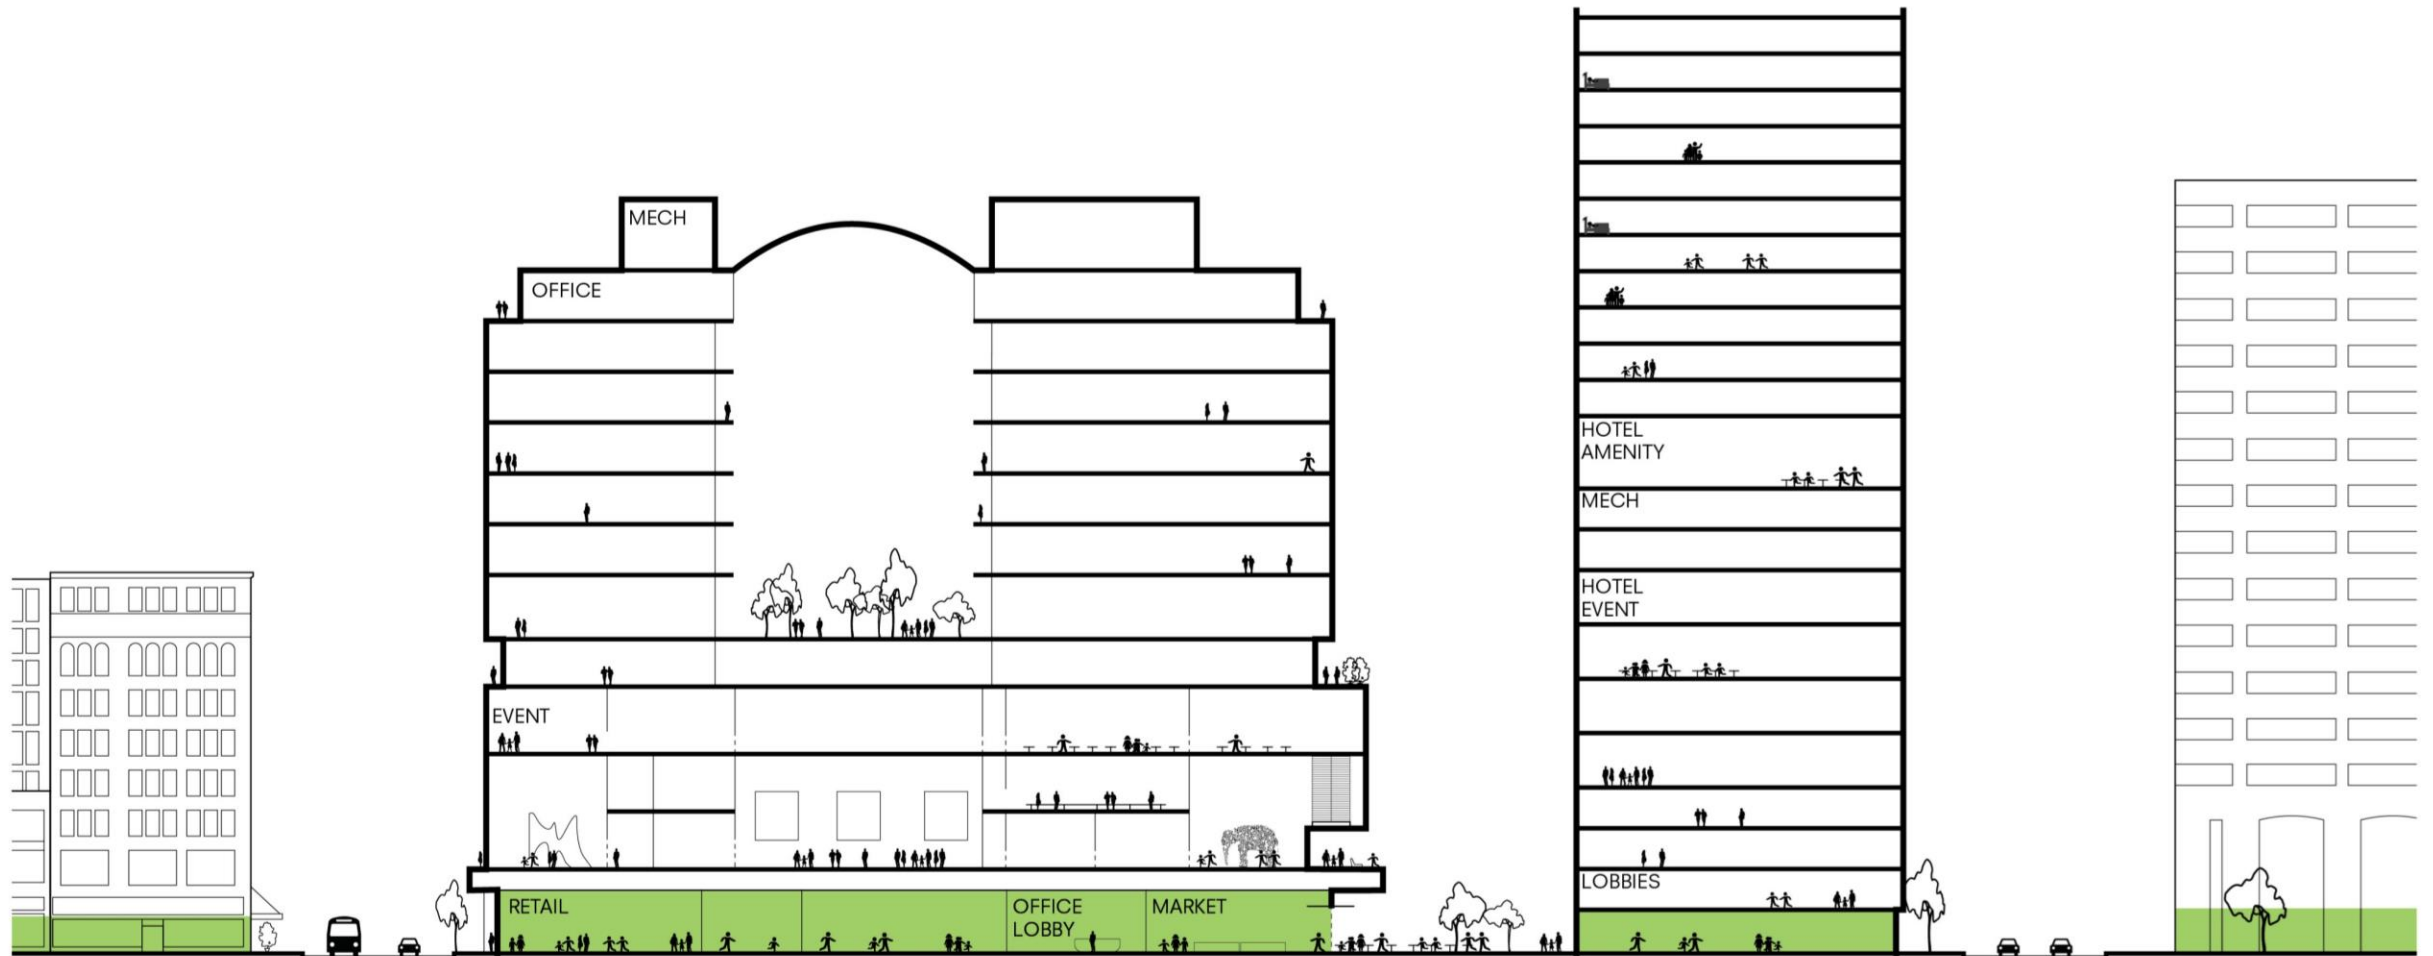 MECH
OFFICE
EVENT
RETAIL
OFFICE
LOBBY
MARKET
HOTEL
AMENITY
MECH
HOTEL
EVENT
LOBBIES